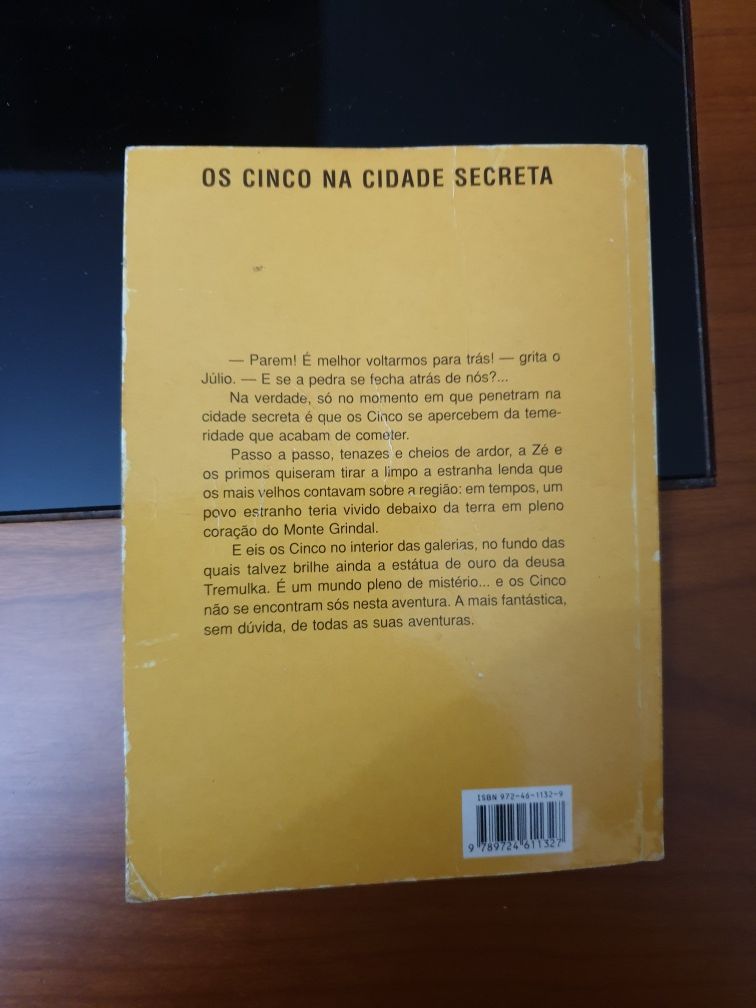 OS CINCO NA CIDADE SECRETA
— Parem! É melhor voltarmos para trás! — grita o
Júlio. — E se a pedra se fecha atrás de nós?...
Na verdade, só no momento em que penetram na
cidade secreta é que os Cinco se apercebem da teme-
ridade que acabam de cometer.
Passo a passo, tenazes e cheios de ardor, a Zé e
os primos quiseram tirar a limpo a estranha lenda que
os mais velhos contavam sobre a região: em tempos, um
povo estranho teria vivido debaixo da terra em pleno
coração do Monte Grindal.
E eis os Cinco no interior das galerias, no fundo das
quais talvez brilhe ainda a estátua de ouro da deusa
Tremulka. É um mundo pleno de mistério... e os Cinco
não se encontram sós nesta aventura. A mais fantástica,
sem dúvida, de todas as suas aventuras.
ISBN 972-46-1132-9
9 789724 611327